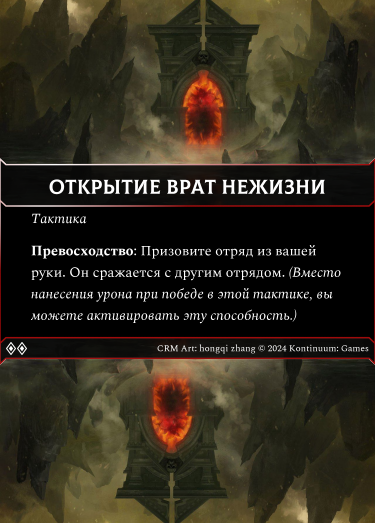 ОТКРЫТИЕ ВРАТ НЕЖИЗНИ
Тактика
Превосходство: Призовите отряд из вашей
руки. Он сражается с другим отрядом. (Вместо
нанесения урона при победе в этой тактике, вы
можете активировать эту способность.)
CRM Art: hongqi zhang © 2024 Kontinuum: Games